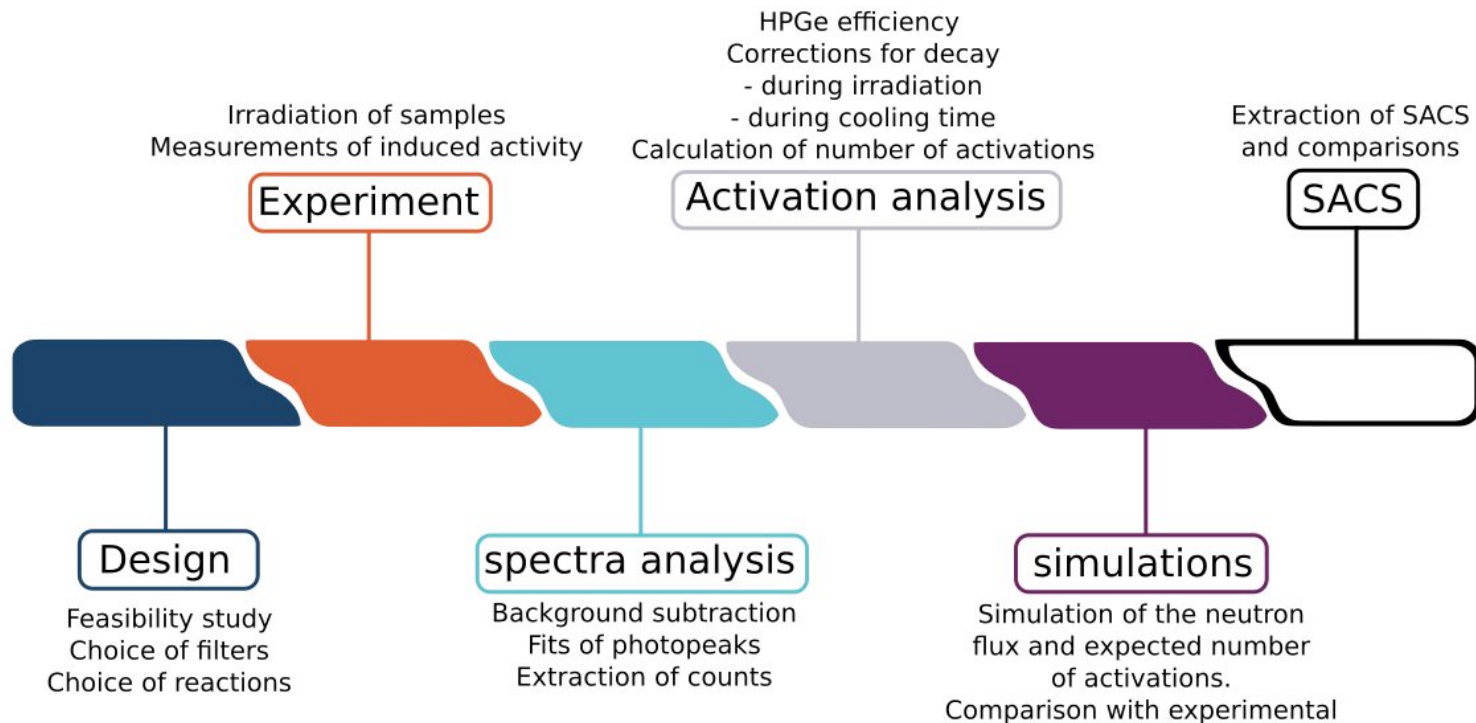 Design
Feasibility study
Choice of filters
Choice of reactions
Irradiation of samples
Measurements of induced activity
Experiment
spectra analysis
Background subtraction
Fits of photopeaks
Extraction of counts
HPGe efficiency
Corrections for decay
- during irradiation
- during cooling time
Calculation of number of activations
Activation analysis
simulations
Simulation of the neutron
flux and expected number
of activations.
Comparison with experimental
Extraction of SACS
and comparisons
SACS